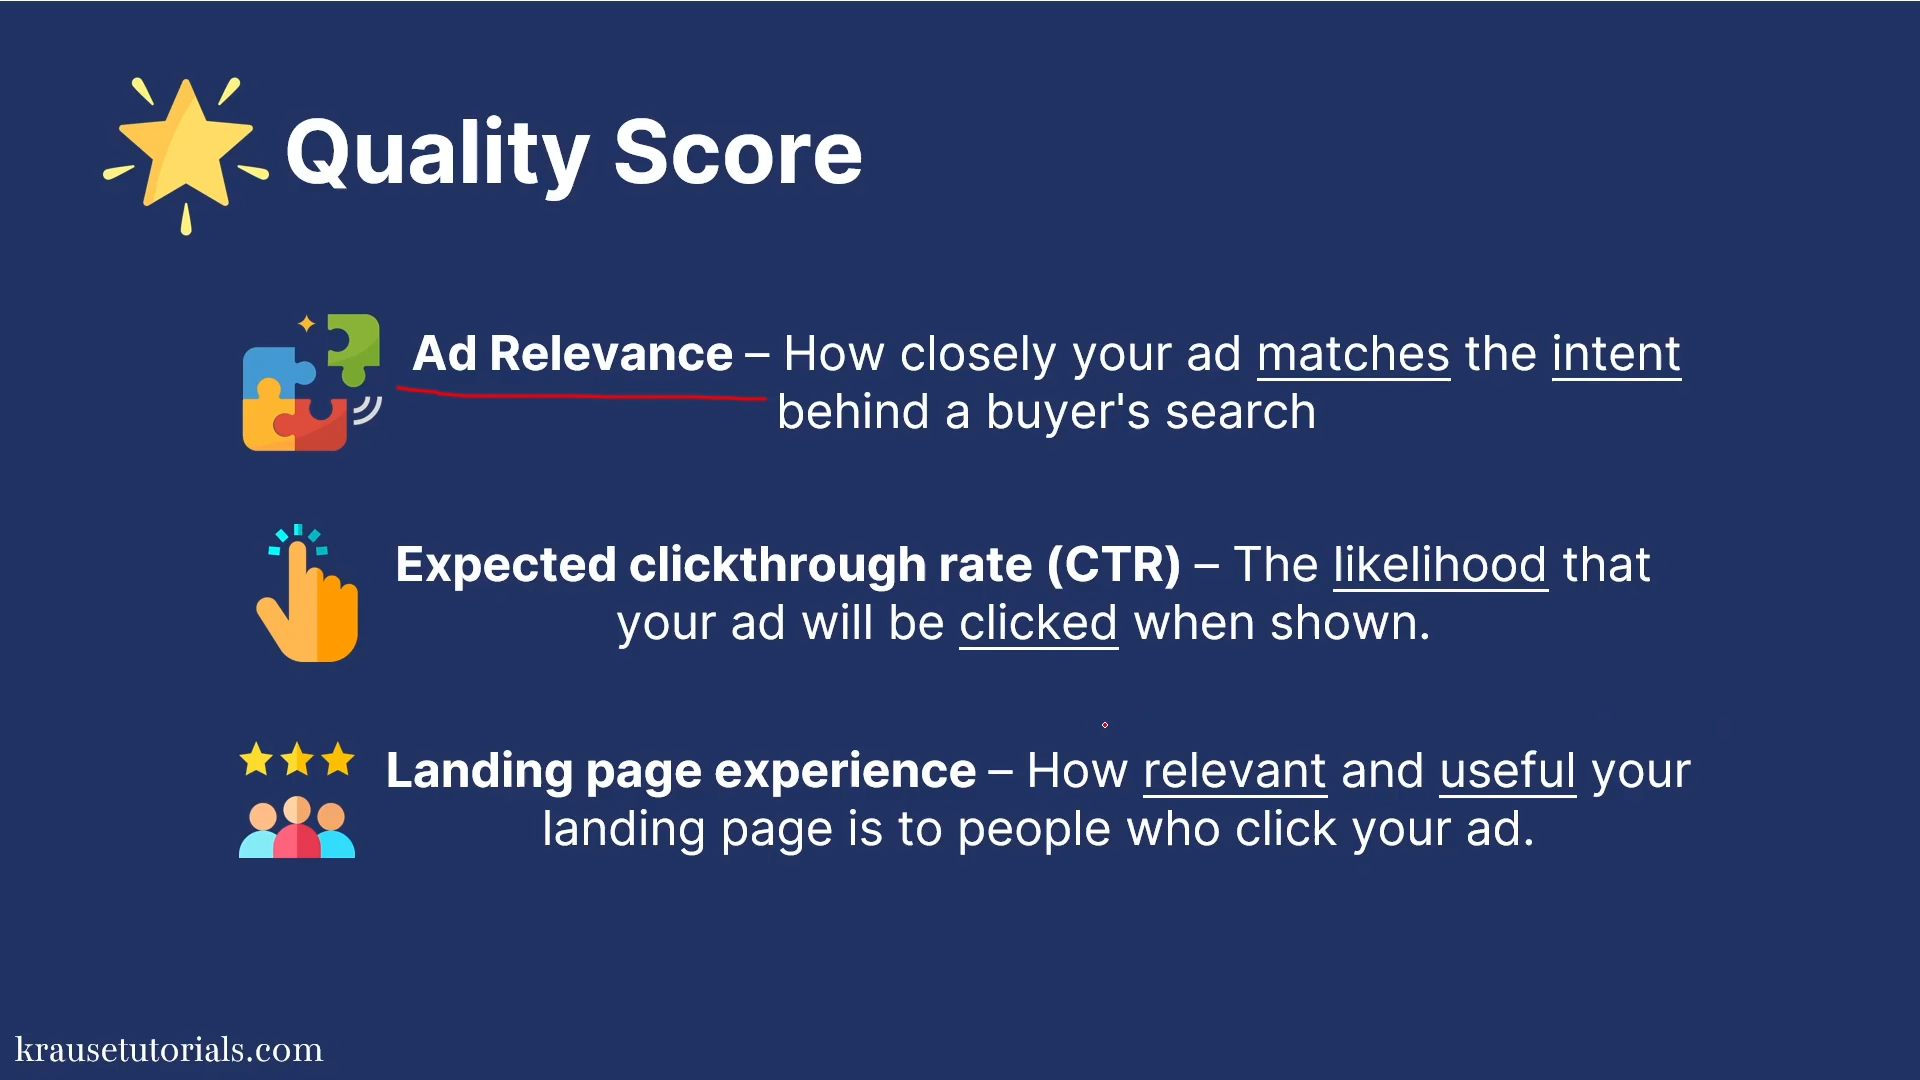 Quality Score
Ad Relevance – How closely your ad matches the intent
behind a buyer's search
Expected clickthrough rate (CTR) – The likelihood that
your ad will be clicked when shown.
Landing page experience – How relevant and useful your
landing page is to people who click your ad.
krausetutorials.com